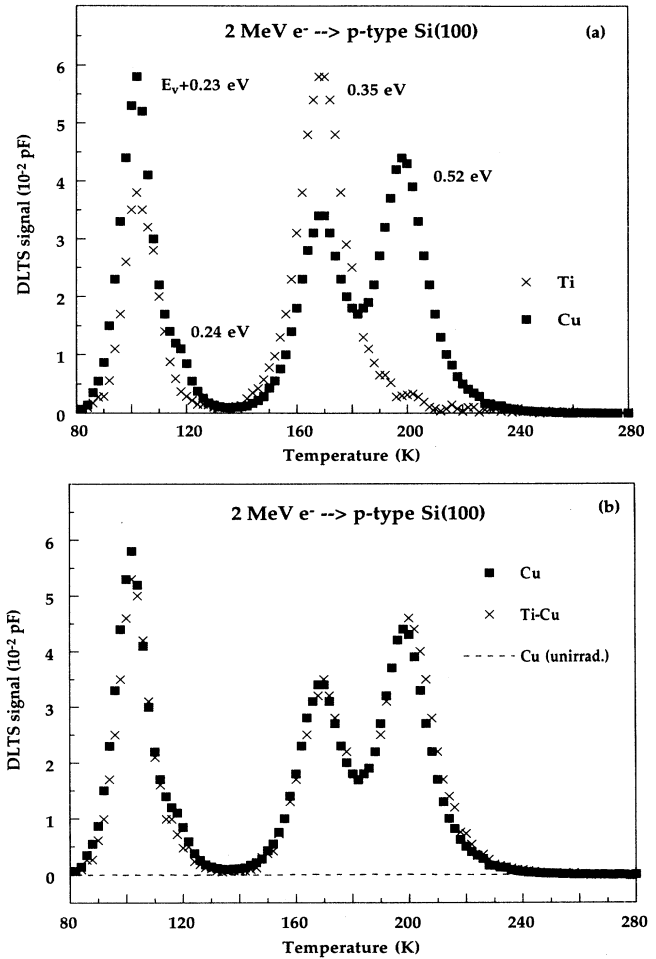 2 MeV e- --> p-type Si(100)
(a)
6
5
4
3
2
1
0
DLTS signal (10-2 pF)
Ev+0.23 eV
0.35 eV
0.52 eV
0.24 eV
Ti
Cu
80
120
160
200
240
280
Temperature (K)
2 MeV e- --> p-type Si(100)
(b)
6
5
4
3
2
1
0
DLTS signal (10-2 pF)
Cu
Ti-Cu
Cu (unirrad.)
80
120
160
200
240
280
Temperature (K)